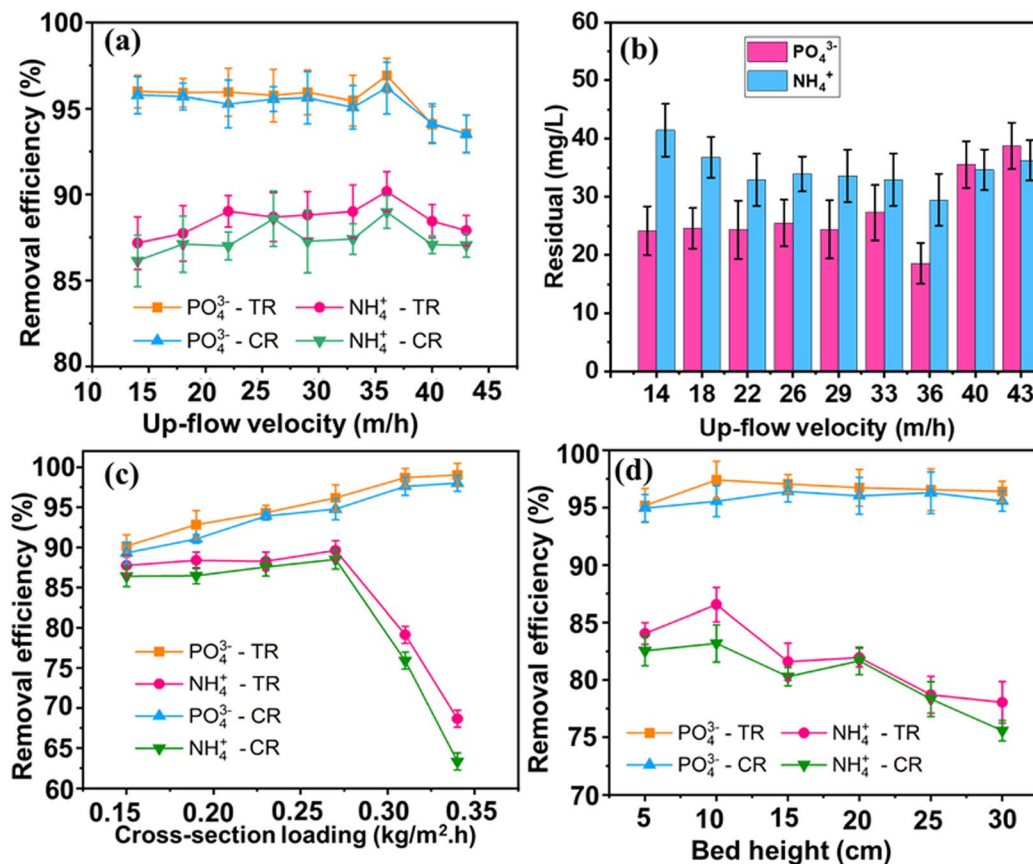 (a)
Removal efficiency (%)
100
95
90
85
80
PO₄³⁻ - TR
NH₄⁺ - TR
PO₄³⁻ - CR
NH₄⁺ - CR
10 15 20 25 30 35 40 45
Up-flow velocity (m/h)
(b)
Residual (mg/L)
60
50
40
30
20
10
0
PO₄³⁻
NH₄⁺
14 18 22 26 29 33 36 40 43
Up-flow velocity (m/h)
(c)
Removal efficiency (%)
100
95
90
85
80
75
70
65
60
PO₄³⁻ - TR
NH₄⁺ - TR
PO₄³⁻ - CR
NH₄⁺ - CR
0.15 0.20 0.25 0.30 0.35
Cross-section loading (kg/m².h)
(d)
Removal efficiency (%)
100
95
90
85
80
75
70
PO₄³⁻ - TR
NH₄⁺ - TR
PO₄³⁻ - CR
NH₄⁺ - CR
5 10 15 20 25 30
Bed height (cm)